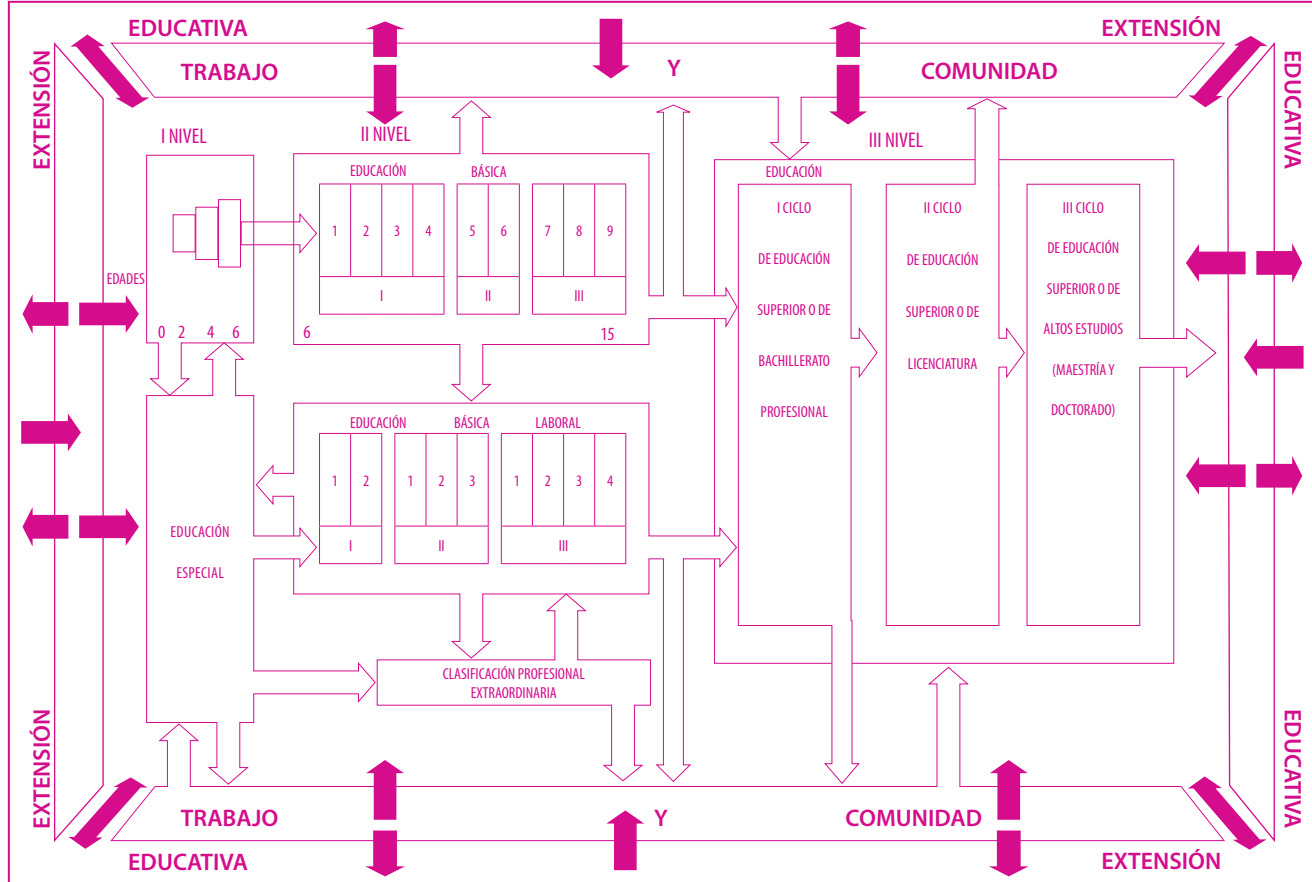 EDUCATIVA
EXTENSIÓN
TRABAJO Y COMUNIDAD
EXTENSIÓN
EDUCATIVA
I NIVEL
II NIVEL
III NIVEL
EDUCACIÓN BÁSICA
1 2 3 4 5 6 7 8 9
I II III
EDADES
0 2 4 6
6 15
EDUCACIÓN
I CICLO
DE EDUCACIÓN
SUPERIOR O DE
BACHILLERATO
PROFESIONAL
II CICLO
DE EDUCACIÓN
SUPERIOR O DE
LICENCIATURA
III CICLO
DE EDUCACIÓN
SUPERIOR O DE
ALTOS ESTUDIOS
(MAESTRÍA Y
DOCTORADO)
EDUCACIÓN BÁSICA LABORAL
1 2 1 2 3 1 2 3 4
I II III
EDUCACIÓN
ESPECIAL
CLASIFICACIÓN PROFESIONAL
EXTRAORDINARIA
EXTENSIÓN
EDUCATIVA
TRABAJO Y COMUNIDAD
EDUCATIVA
EXTENSIÓN